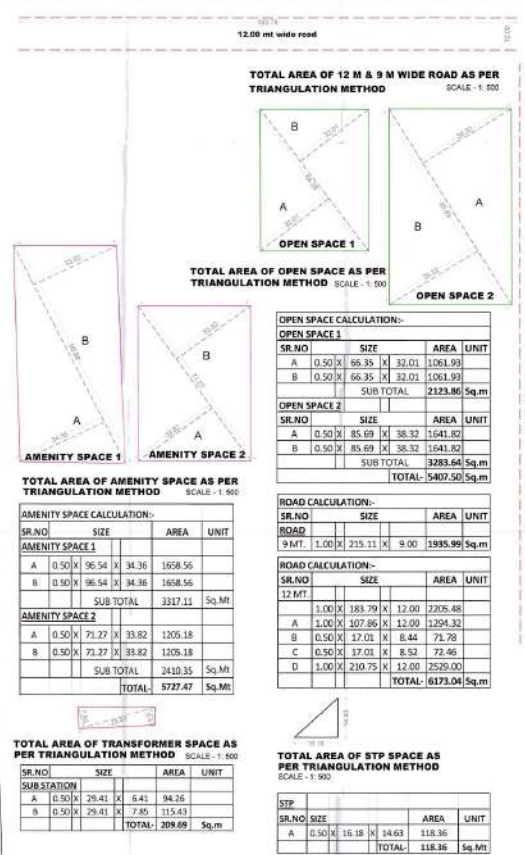 183.79
12.00 mt wide road
TOTAL AREA OF 12 M & 9 M WIDE ROAD AS PER
TRIANGULATION METHOD SCALE - 1: 500
B
32.01
A
32.01
OPEN SPACE 1
A
B
OPEN SPACE 2
TOTAL AREA OF OPEN SPACE AS PER
TRIANGULATION METHOD SCALE - 1: 500
B
A
AMENITY SPACE 1
B
A
AMENITY SPACE 2
TOTAL AREA OF AMENITY SPACE AS PER
TRIANGULATION METHOD SCALE - 1: 500
AMENITY SPACE CALCULATION:-
SR.NO SIZE AREA UNIT
AMENITY SPACE 1
A 0.50 X 96.54 X 34.36 1658.56
B 0.50 X 96.54 X 34.36 1658.56
SUB TOTAL 3317.11 Sq.Mt
AMENITY SPACE 2
A 0.50 X 71.27 X 33.82 1205.18
B 0.50 X 71.27 X 33.82 1205.18
SUB TOTAL 2410.35 Sq.Mt
TOTAL- 5727.47 Sq.Mt
TOTAL AREA OF TRANSFORMER SPACE AS
PER TRIANGULATION METHOD SCALE - 1: 500
SR.NO SIZE AREA UNIT
SUB STATION
A 0.50 X 29.41 X 6.41 94.26
B 0.50 X 29.41 X 7.85 115.43
TOTAL- 209.69 Sq.m
OPEN SPACE CALCULATION:-
OPEN SPACE 1
SR.NO SIZE AREA UNIT
A 0.50 X 66.35 X 32.01 1061.93
B 0.50 X 66.35 X 32.01 1061.93
SUB TOTAL 2123.86 Sq.m
OPEN SPACE 2
SR.NO SIZE AREA UNIT
A 0.50 X 85.69 X 38.32 1641.82
B 0.50 X 85.69 X 38.32 1641.82
SUB TOTAL 3283.64 Sq.m
TOTAL- 5407.50 Sq.m
ROAD CALCULATION:-
SR.NO SIZE AREA UNIT
ROAD
9 MT. 1.00 X 215.11 X 9.00 1935.99 Sq.m
ROAD CALCULATION:-
SR.NO SIZE AREA UNIT
12 MT.
1.00 X 183.79 X 12.00 2205.48
A 1.00 X 107.86 X 12.00 1294.32
B 0.50 X 17.01 X 8.44 71.78
C 0.50 X 17.01 X 8.52 72.46
D 1.00 X 210.75 X 12.00 2529.00
TOTAL- 6173.04 Sq.m
TOTAL AREA OF STP SPACE AS
PER TRIANGULATION METHOD
SCALE - 1: 500
STP
SR.NO SIZE AREA UNIT
A 0.50 X 16.18 X 14.63 118.36
TOTAL- 118.36 Sq.Mt